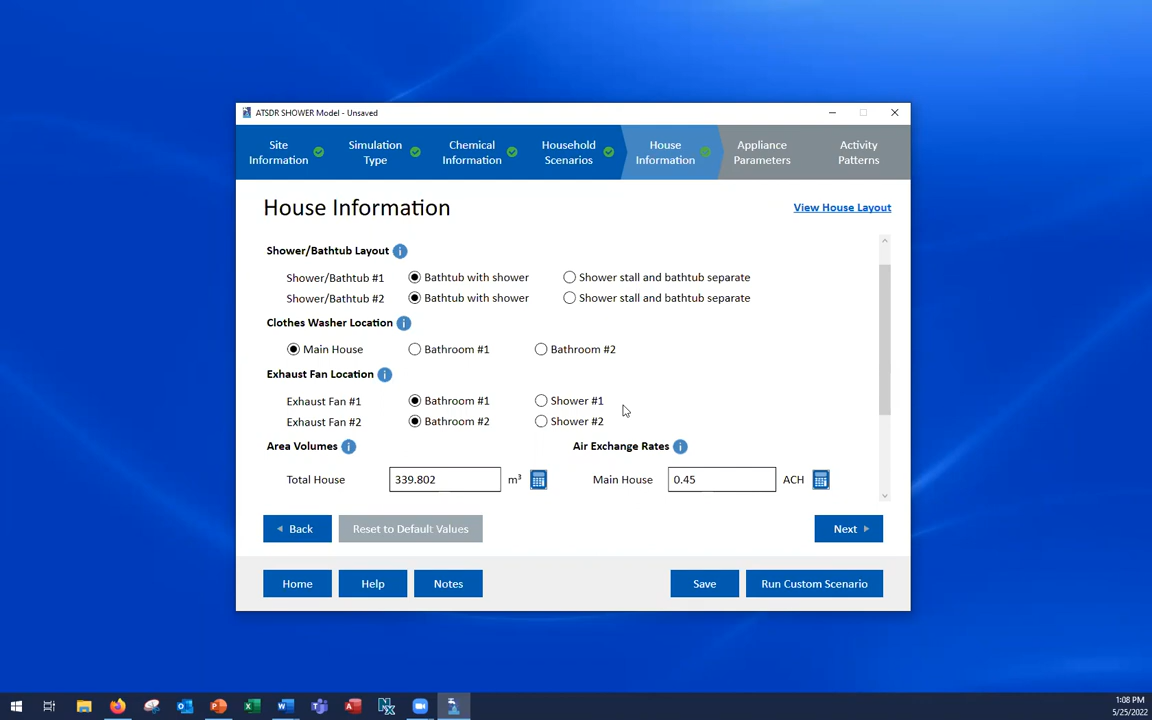 ATSDR SHOWER Model - Unsaved
Site Information
Simulation Type
Chemical Information
Household Scenarios
House Information
Appliance Parameters
Activity Patterns
House Information
View House Layout
Shower/Bathtub Layout
Shower/Bathtub #1 Bathtub with shower Shower stall and bathtub separate
Shower/Bathtub #2 Bathtub with shower Shower stall and bathtub separate
Clothes Washer Location
Main House Bathroom #1 Bathroom #2
Exhaust Fan Location
Exhaust Fan #1 Bathroom #1 Shower #1
Exhaust Fan #2 Bathroom #2 Shower #2
Area Volumes Air Exchange Rates
Total House 339.802 m³ Main House 0.45 ACH
Back Reset to Default Values Next
Home Help Notes Save Run Custom Scenario
1:08 PM
5/25/2022